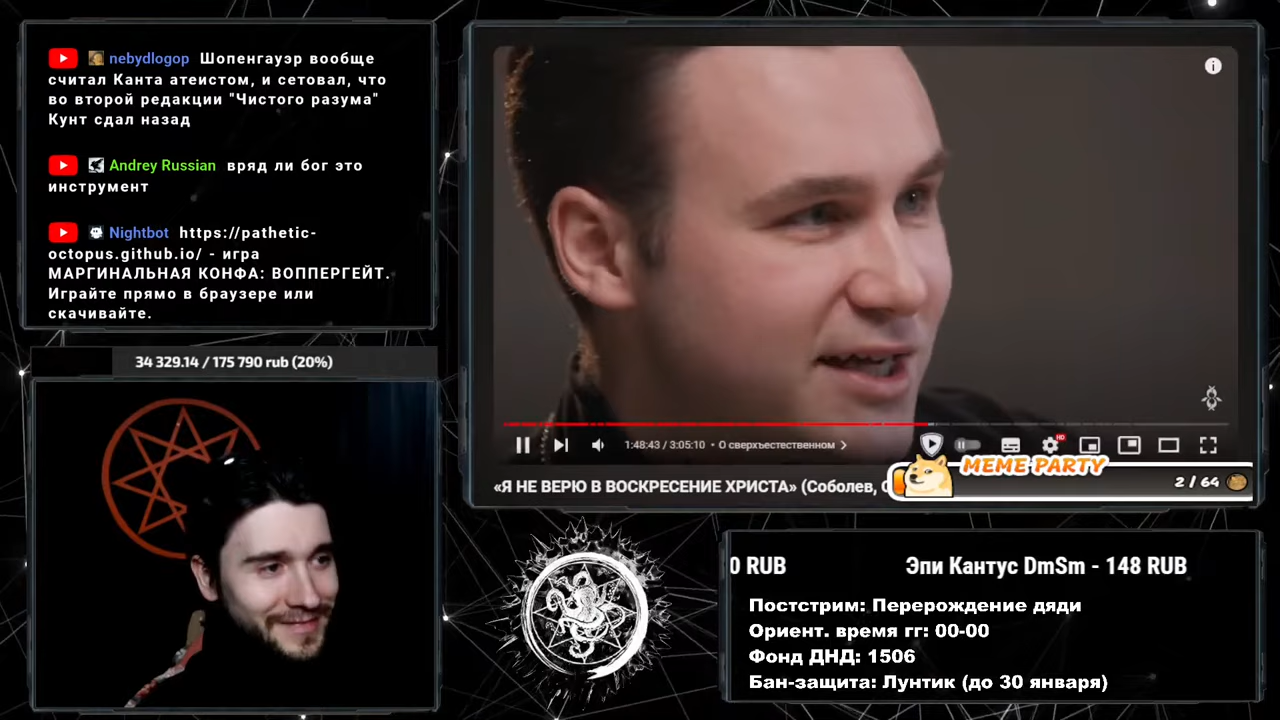 nebydlogop Шопенгауэр вообще
считал Канта атеистом, и сетовал, что
во второй редакции "Чистого разума"
Кунт сдал назад
Andrey Russian вряд ли бог это
инструмент
Nightbot https://pathetic-
octopus.github.io/ - игра
МАРГИНАЛЬНАЯ КОНФА: ВОППЕРГЕЙТ.
Играйте прямо в браузере или
скачивайте.
34 329.14 / 175 790 rub (20%)
1:48:43 / 3:05:10 • О сверхъестественном
HD
MEME PARTY
2 / 64
«Я НЕ ВЕРЮ В ВОСКРЕСЕНИЕ ХРИСТА» (Соболев,
0 RUB Эпи Кантус DmSm - 148 RUB
Постстрим: Перерождение дяди
Ориент. время гг: 00-00
Фонд ДНД: 1506
Бан-защита: Лунтик (до 30 января)